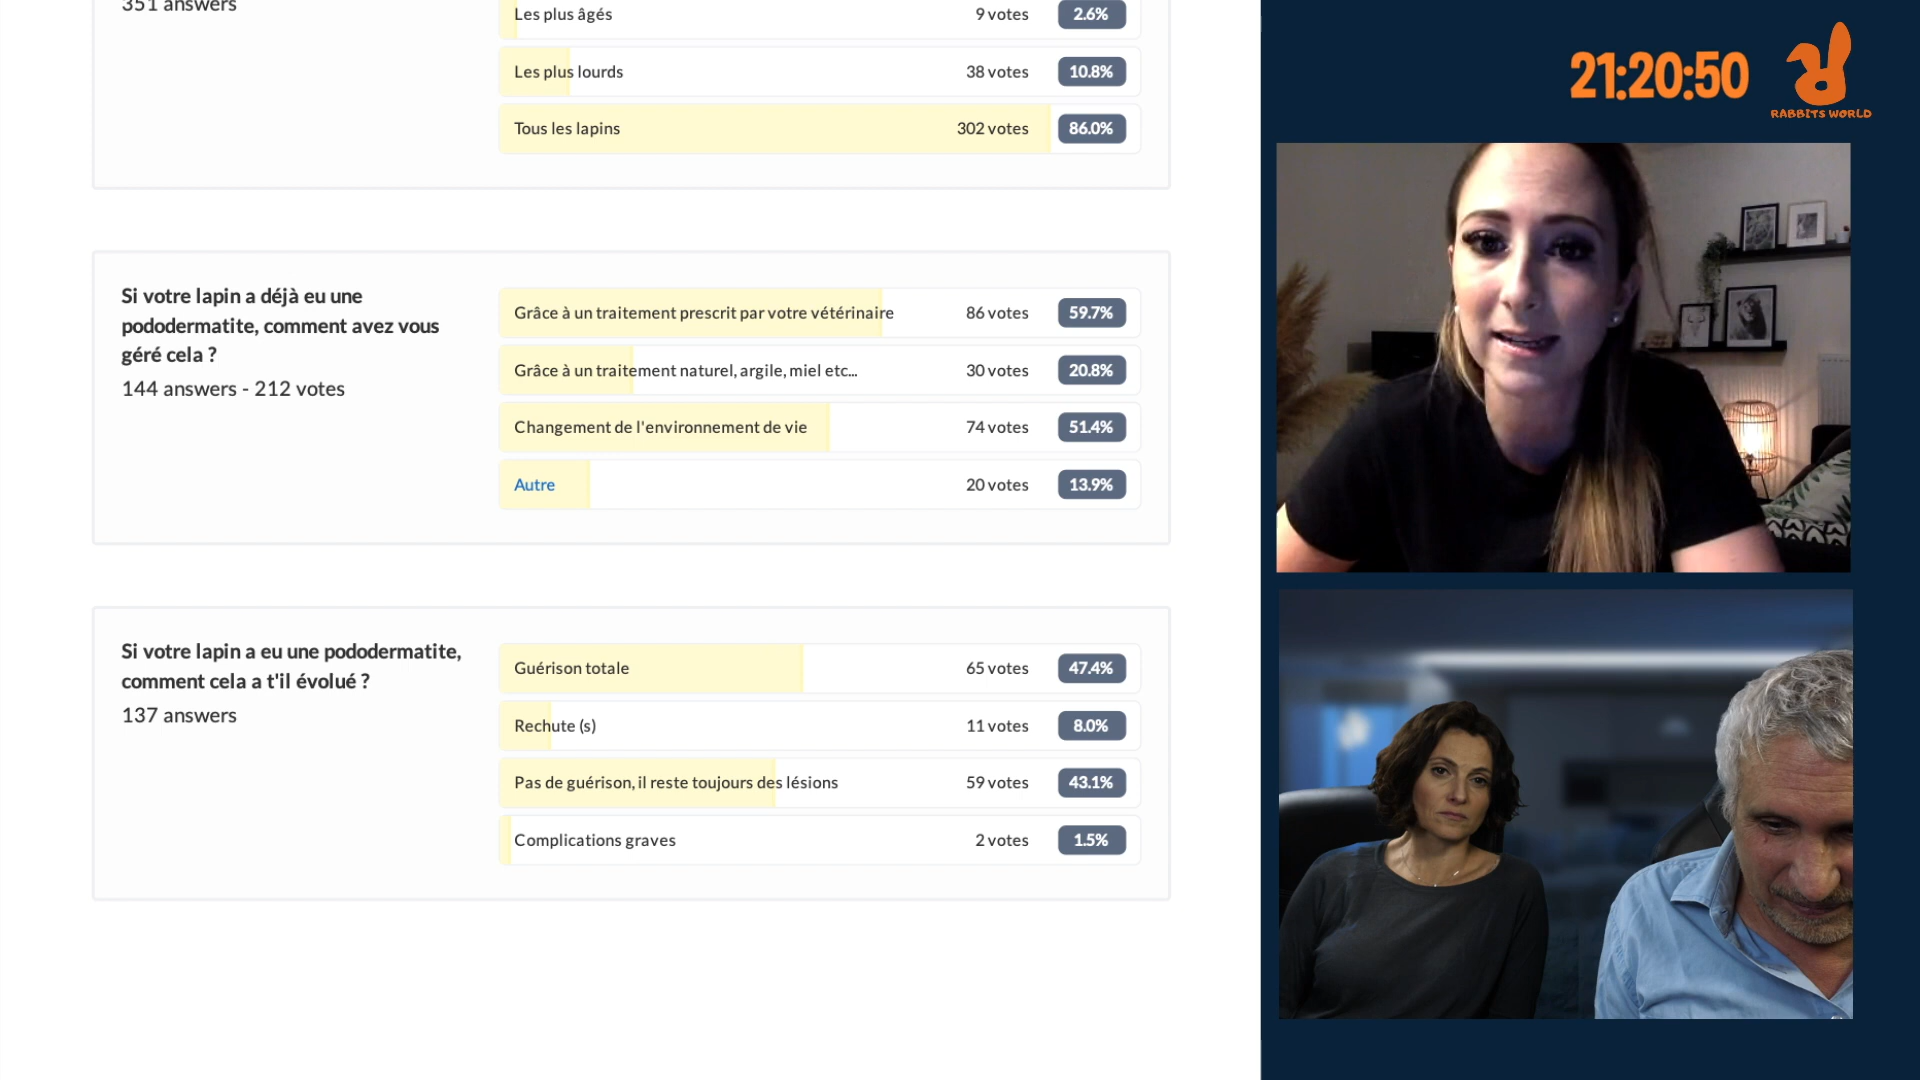 351 answers
Les plus âgés 9 votes 2.6%
Les plus lourds 38 votes 10.8%
Tous les lapins 302 votes 86.0%
Si votre lapin a déjà eu une
pododermatite, comment avez vous
géré cela ?
144 answers - 212 votes
Grâce à un traitement prescrit par votre vétérinaire 86 votes 59.7%
Grâce à un traitement naturel, argile, miel etc... 30 votes 20.8%
Changement de l'environnement de vie 74 votes 51.4%
Autre 20 votes 13.9%
Si votre lapin a eu une pododermatite,
comment cela a t'il évolué ?
137 answers
Guérison totale 65 votes 47.4%
Rechute (s) 11 votes 8.0%
Pas de guérison, il reste toujours des lésions 59 votes 43.1%
Complications graves 2 votes 1.5%
21:20:50
RABBITS WORLD